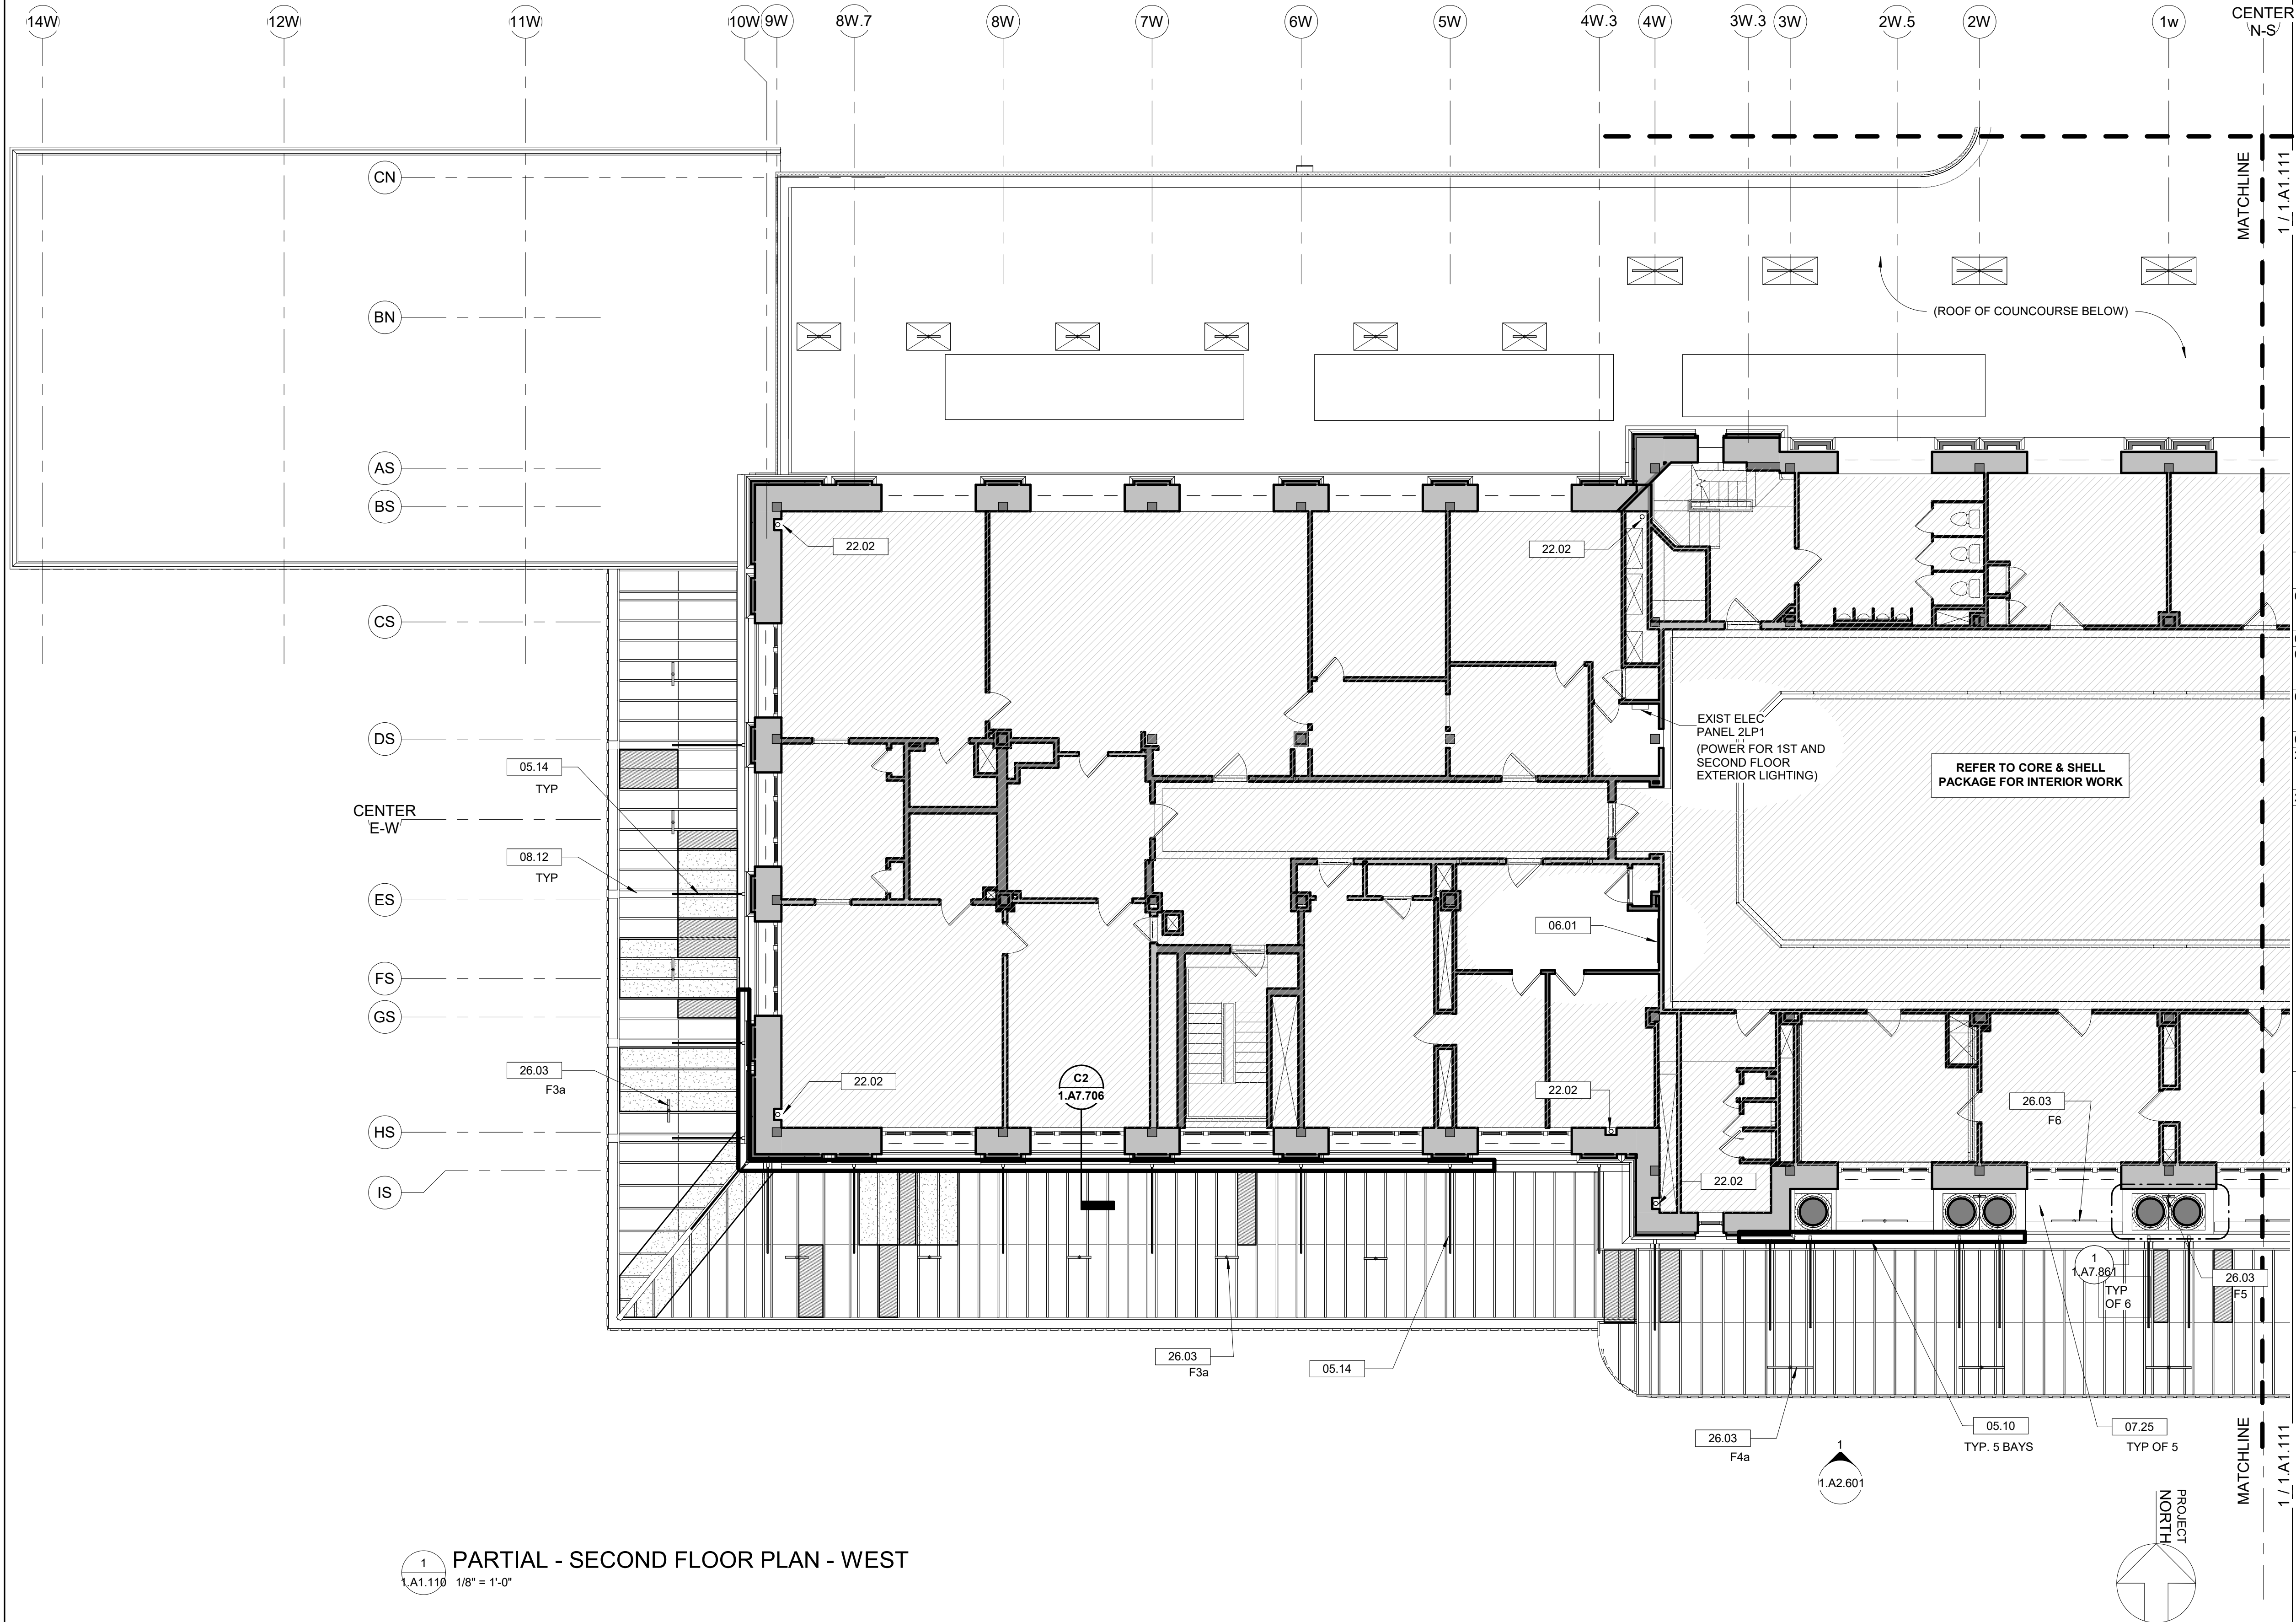 14W
12W
11W
10W
9W
8W.7
8W
7W
6W
5W
4W.3
4W
3W.3
3W
2W.5
2W
1w
CENTER
N-S
CN
BN
AS
BS
CS
DS
CENTER
E-W
ES
FS
GS
HS
IS
MATCHLINE
1 / 1.A1.111
(ROOF OF COUNCOURSE BELOW)
22.02
22.02
EXIST ELEC
PANEL 2LP1
(POWER FOR 1ST AND
SECOND FLOOR
EXTERIOR LIGHTING)
REFER TO CORE & SHELL
PACKAGE FOR INTERIOR WORK
05.14
TYP
08.12
TYP
06.01
26.03
F3a
22.02
C2
1.A7.706
22.02
22.02
26.03
F6
1
1.A7.861
TYP
OF 6
26.03
F5
26.03
F3a
05.14
26.03
F4a
05.10
TYP. 5 BAYS
07.25
TYP OF 5
1
1.A2.601
MATCHLINE
1 / 1.A1.111
PROJECT
NORTH
1
1.A1.110
PARTIAL - SECOND FLOOR PLAN - WEST
1/8" = 1'-0"